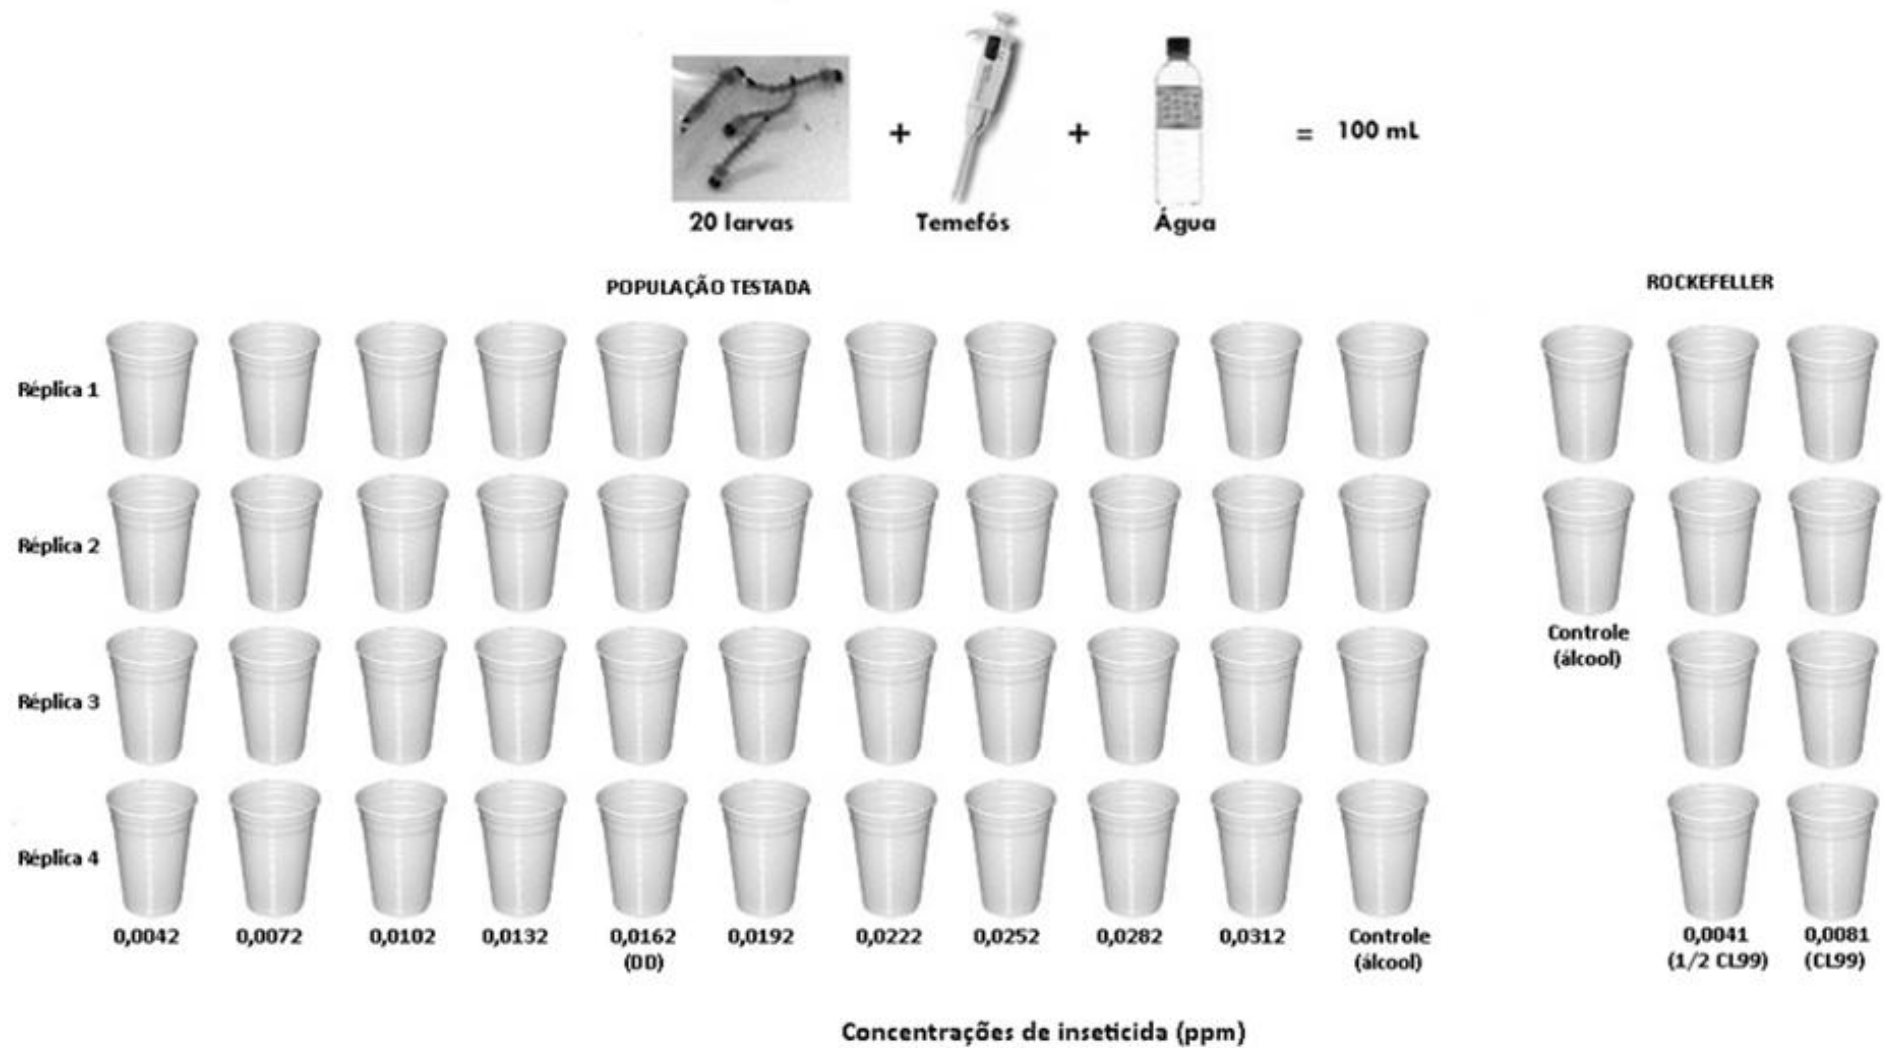 + + = 100 mL
20 larvas Temefós Água
POPULAÇÃO TESTADA ROCKEFELLER
Réplica 1
Réplica 2
Controle
(álcool)
Réplica 3
Réplica 4
0,0042 0,0072 0,0102 0,0132 0,0162 0,0192 0,0222 0,0252 0,0282 0,0312 Controle 0,0041 0,0081
(DD) (álcool) (1/2 CL99) (CL99)
Concentrações de inseticida (ppm)